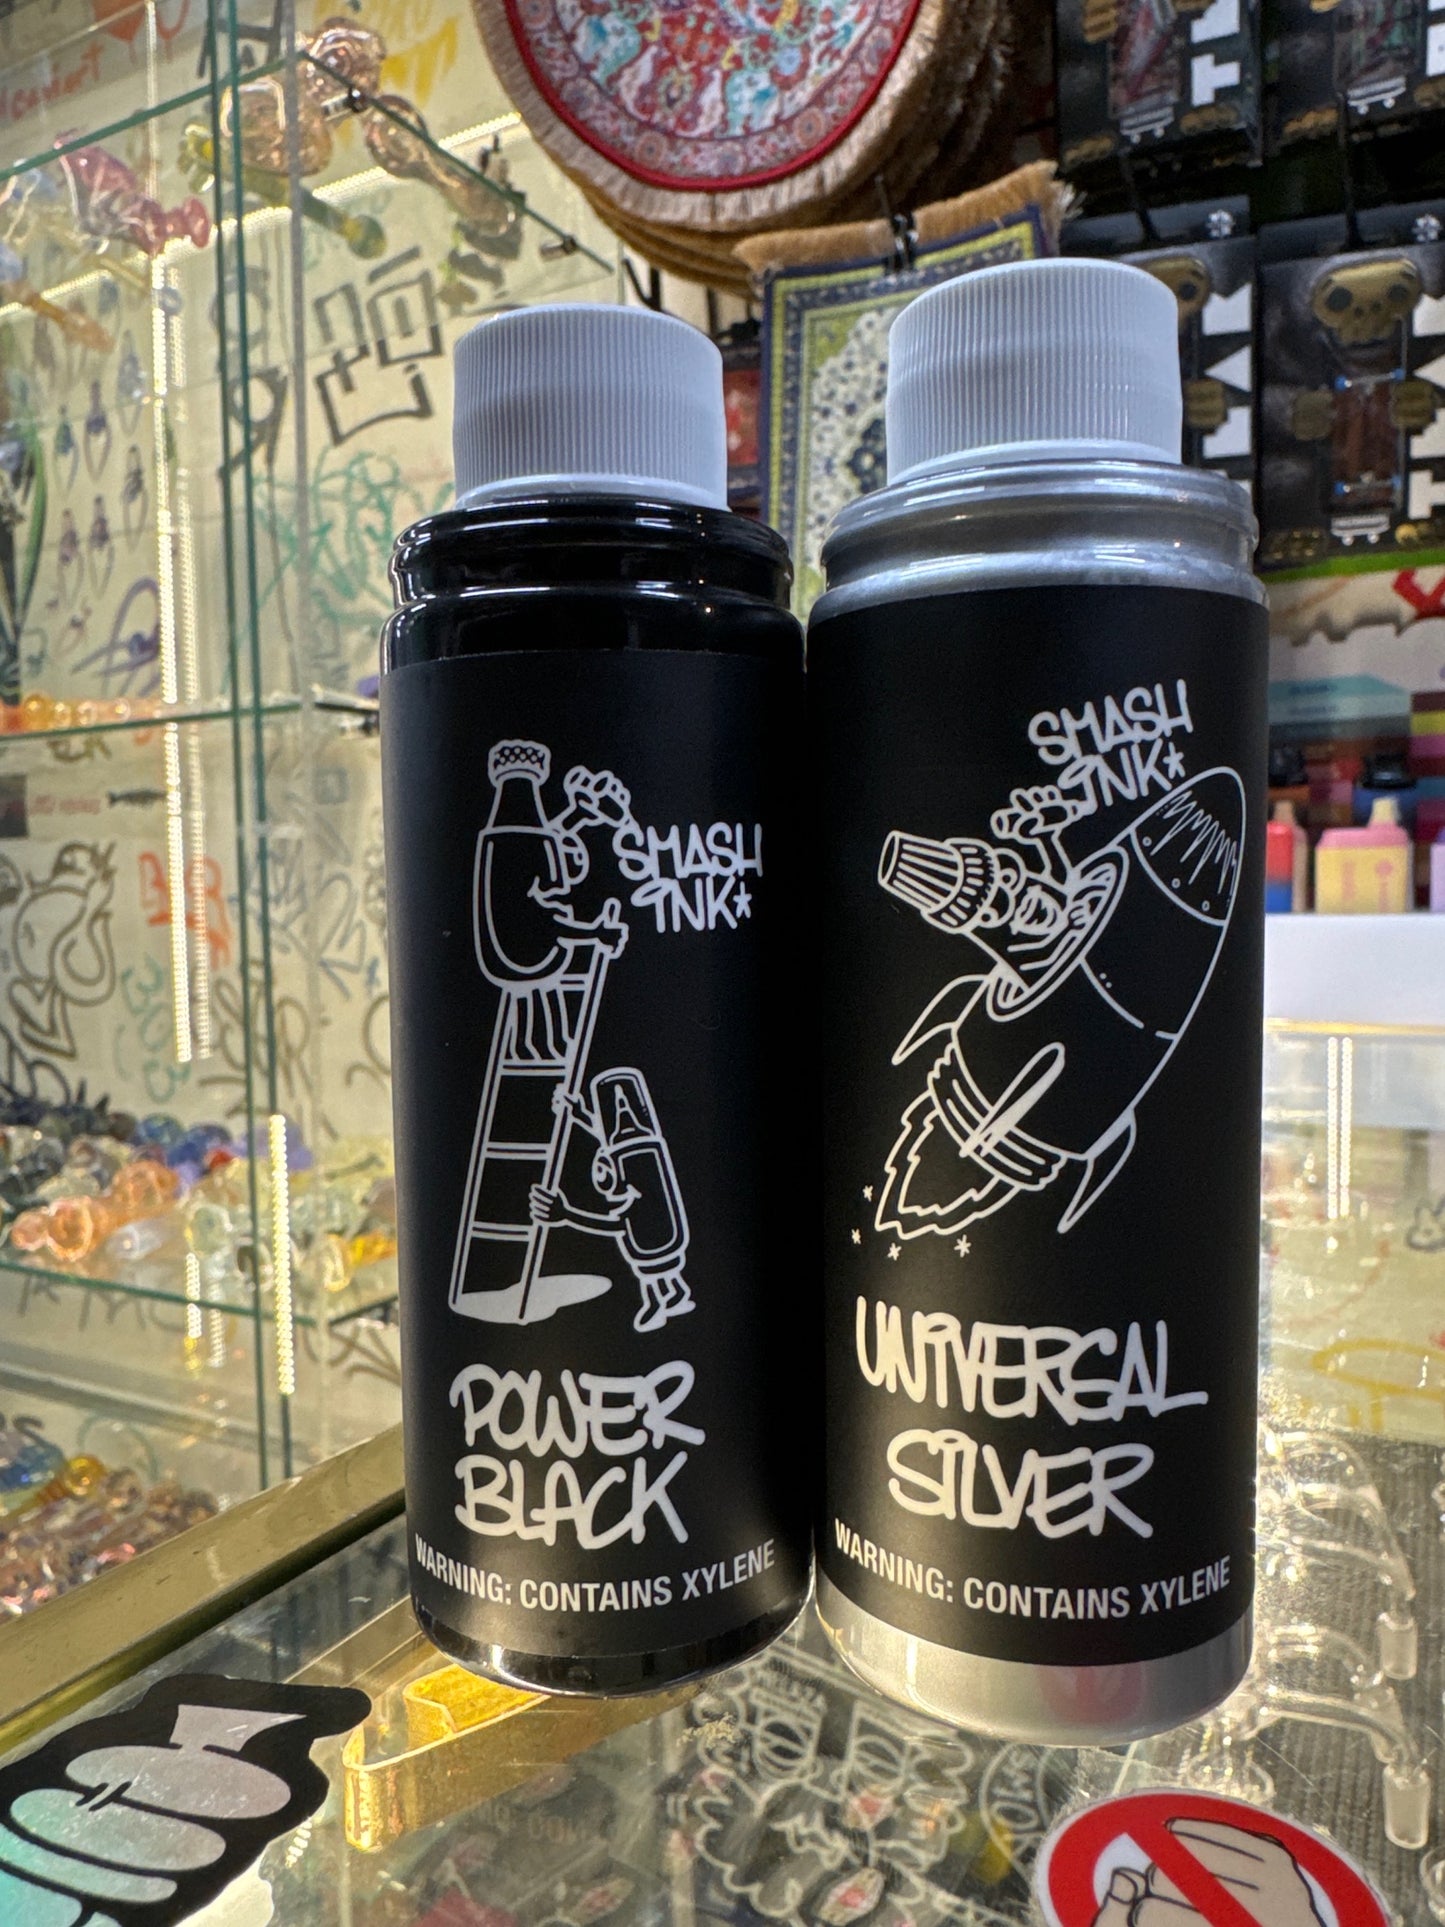 SMASH
INK*
POWER
BLACK
WARNING: CONTAINS XYLENE
SMASH
INK*
UNIVERSAL
SILVER
WARNING: CONTAINS XYLENE